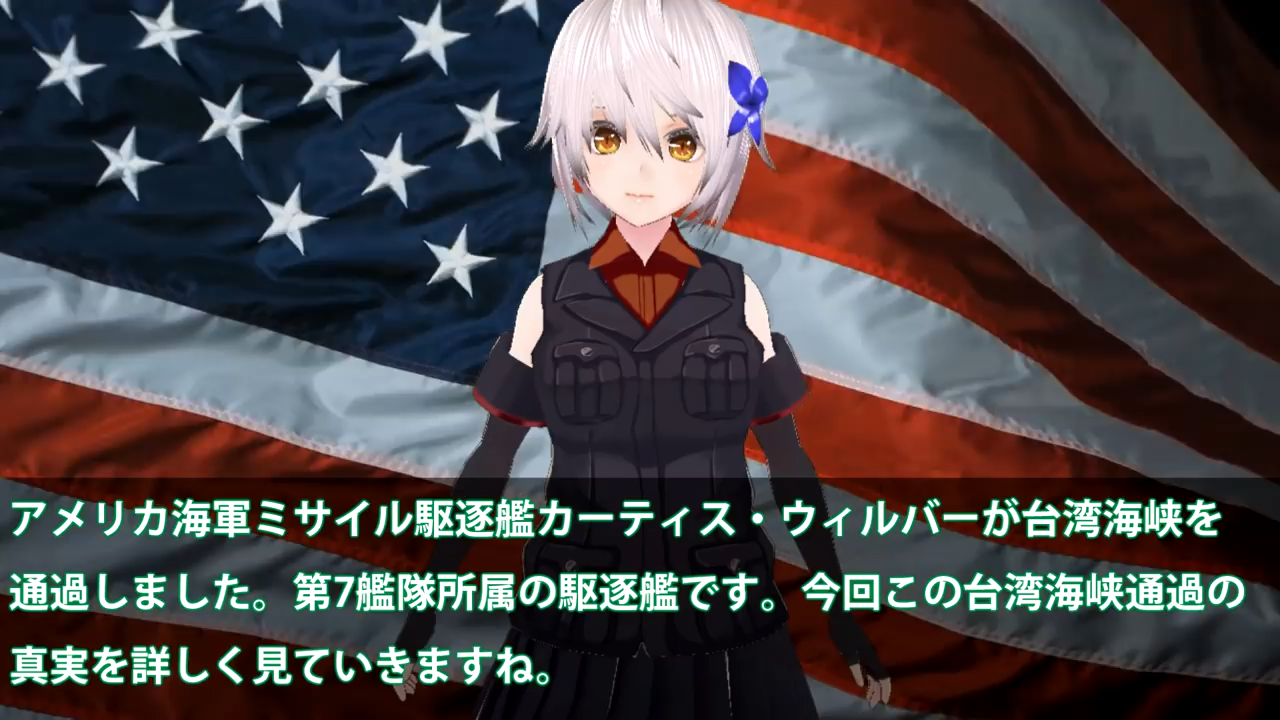 アメリカ海軍ミサイル駆逐艦カーティス・ウィルバーが台湾海峡を
通過しました。第7艦隊所属の駆逐艦です。今回この台湾海峡通過の
真実を詳しく見ていきますね。